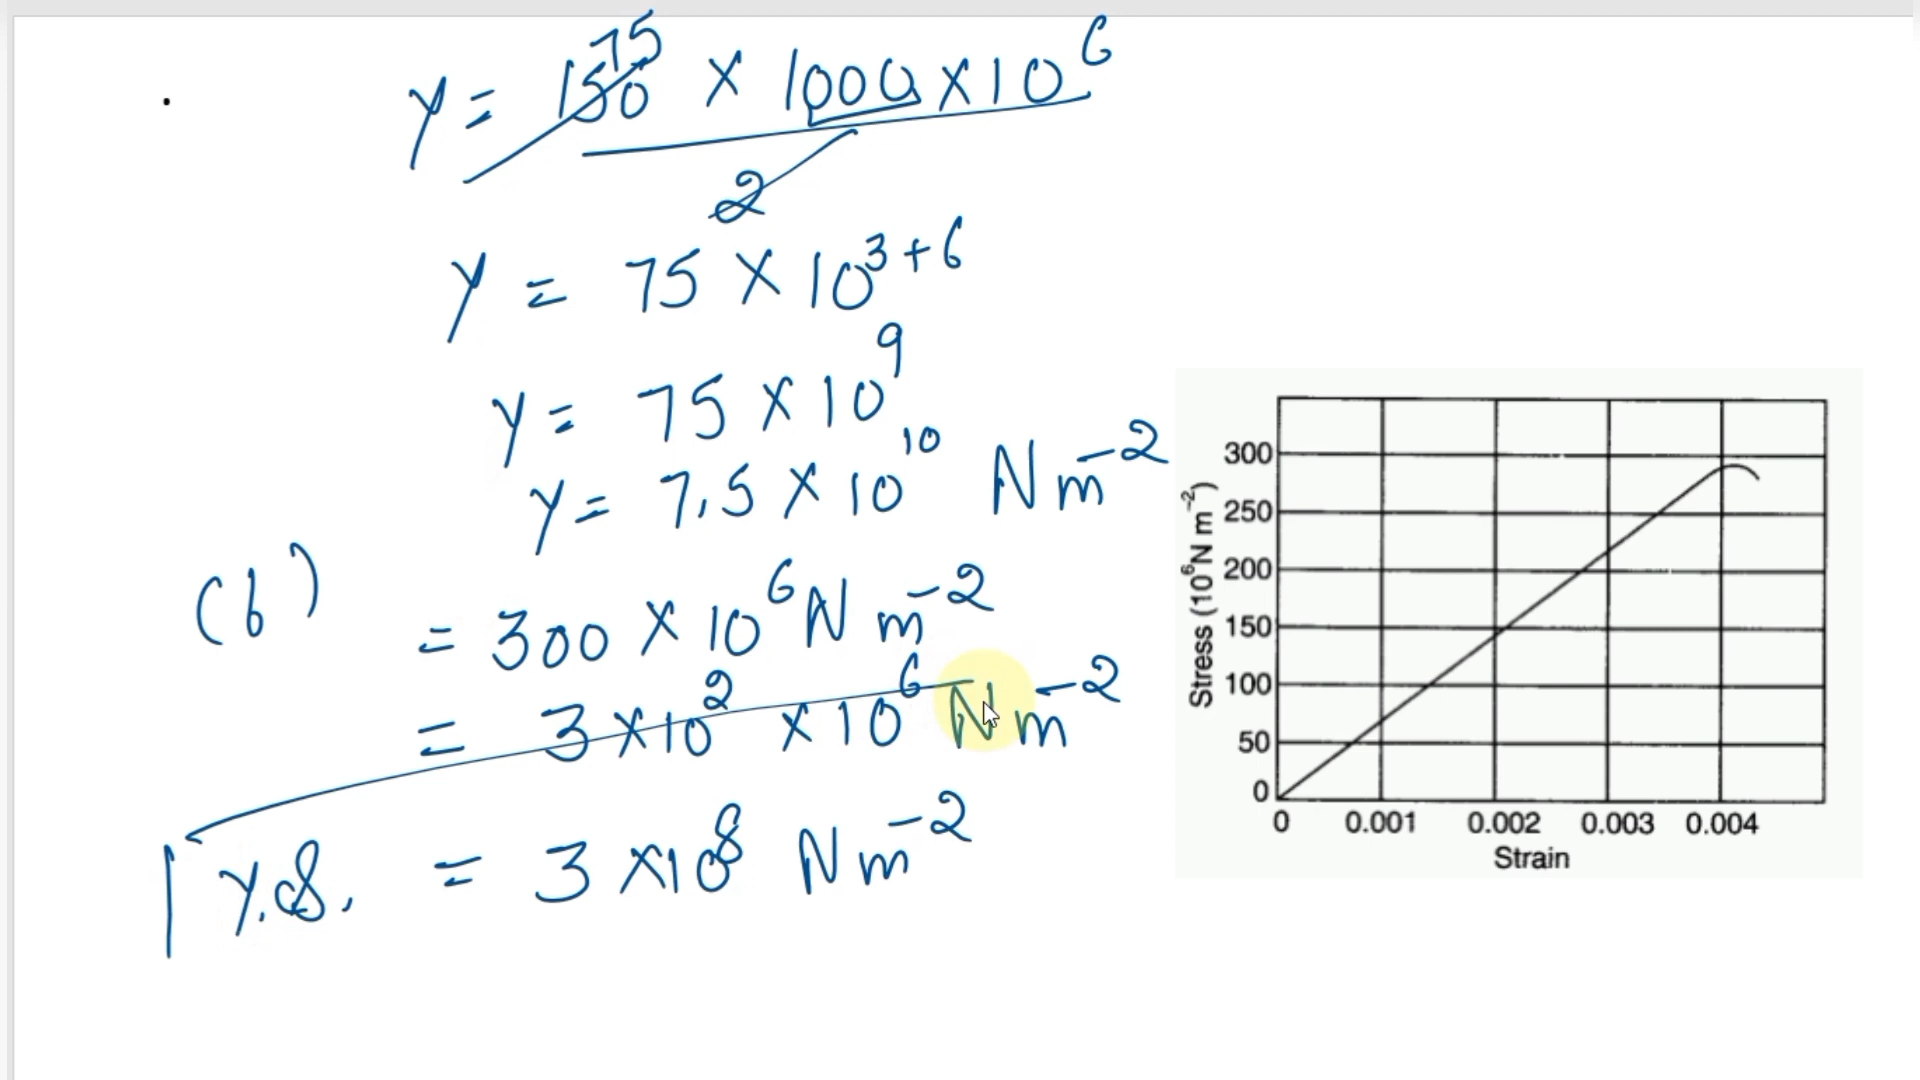 75
Y = 150 × 1000 × 10^6
2
Y = 75 × 10^3+6
Y = 75 × 10^9
Y = 7.5 × 10^10 N m^-2
(b)
= 300 × 10^6 N m^-2
= 3 × 10^2 × 10^6 N m^-2
Y.S. = 3 × 10^8 N m^-2
Stress (10^6 N m^-2)
300
250
200
150
100
50
0
0 0.001 0.002 0.003 0.004
Strain